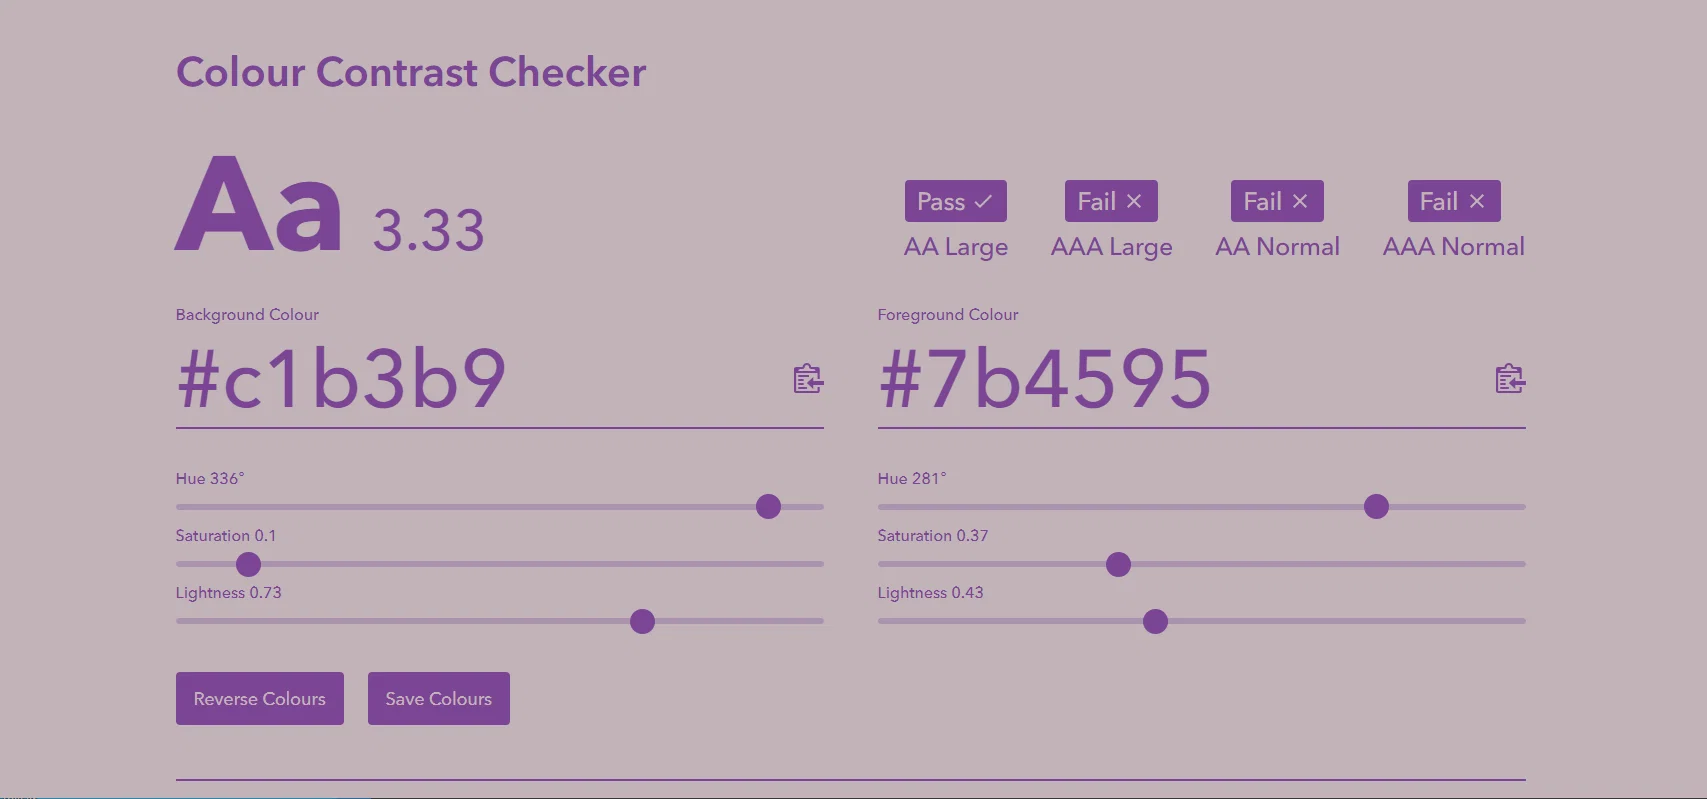 Colour Contrast Checker
Aa 3.33
Pass Fail Fail Fail
AA Large AAA Large AA Normal AAA Normal
Background Colour
#c1b3b9
Hue 336°
Saturation 0.1
Lightness 0.73
Foreground Colour
#7b4595
Hue 281°
Saturation 0.37
Lightness 0.43
Reverse Colours Save Colours